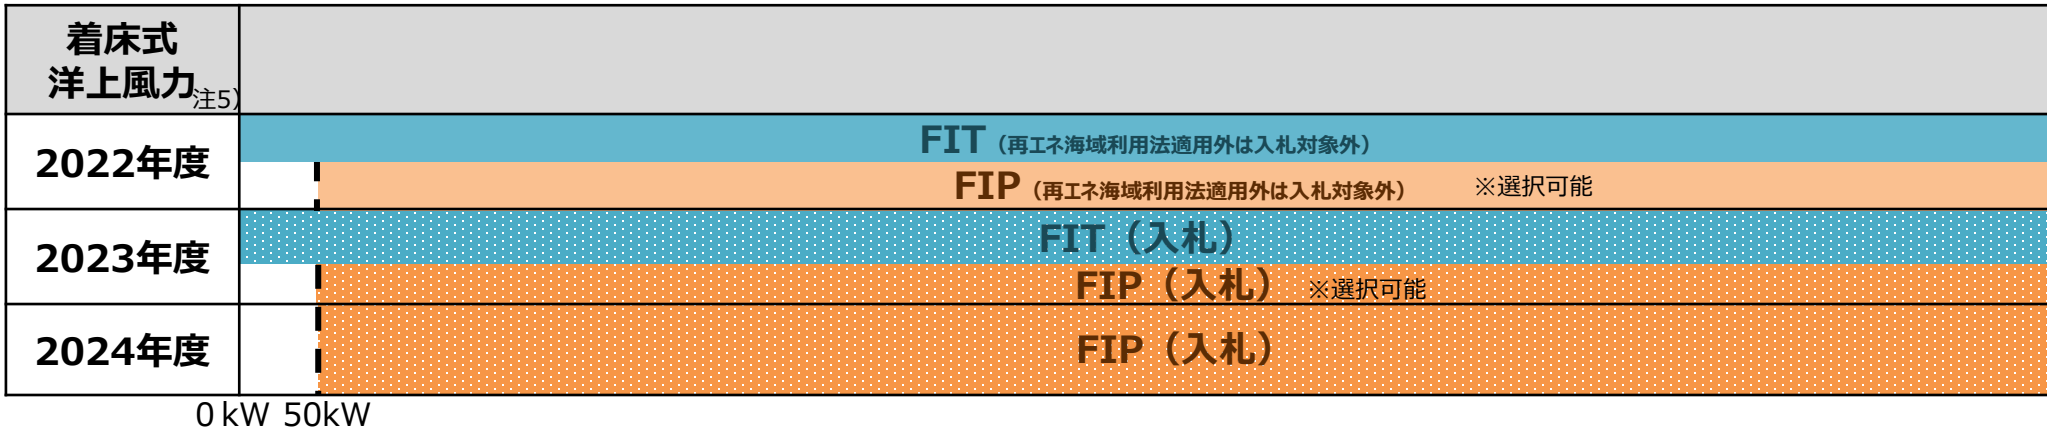 着床式
洋上風力注5)
2022年度
FIT（再エネ海域利用法適用外は入札対象外）
FIP（再エネ海域利用法適用外は入札対象外） ※選択可能
2023年度
FIT（入札）
FIP（入札） ※選択可能
2024年度
FIP（入札）
0 kW 50kW